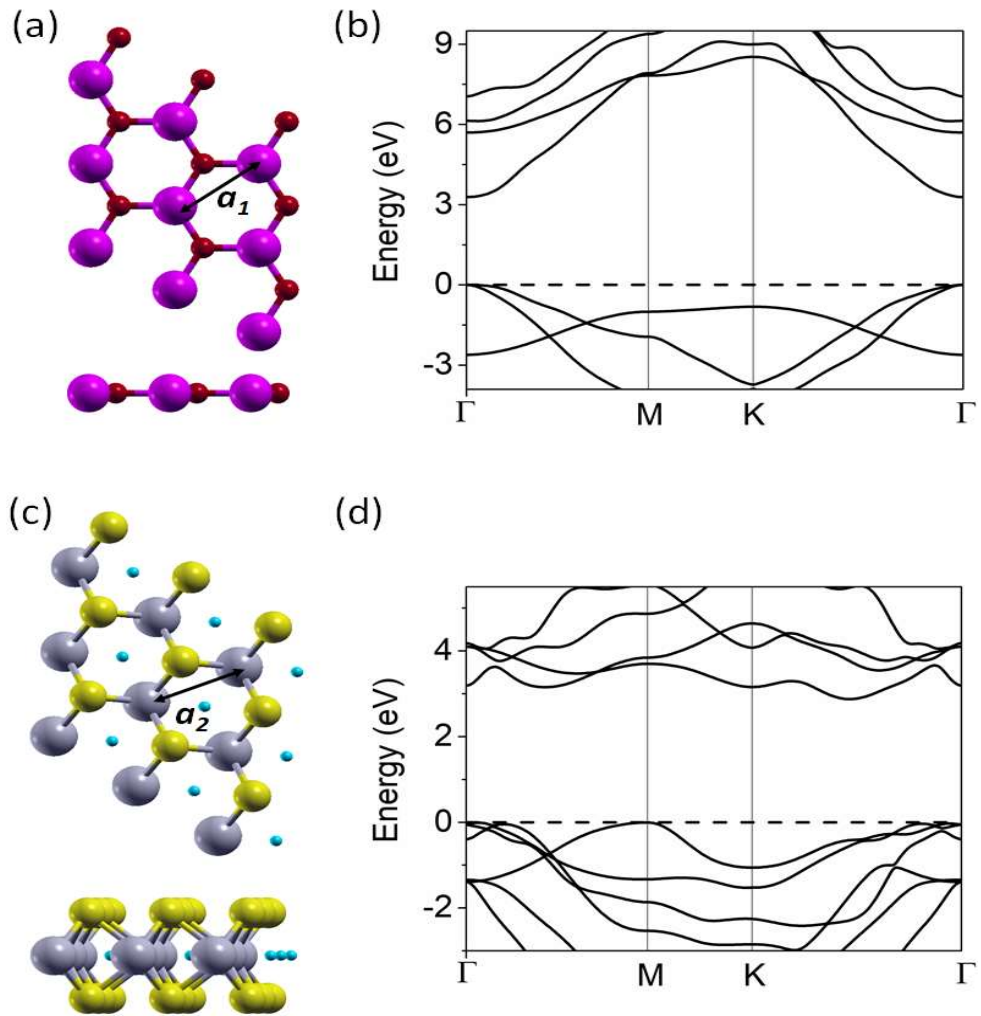 (a)
a1
(b)
9
6
3
0
-3
Energy (eV)
Γ M K Γ
(c)
a2
(d)
4
2
0
-2
Energy (eV)
Γ M K Γ